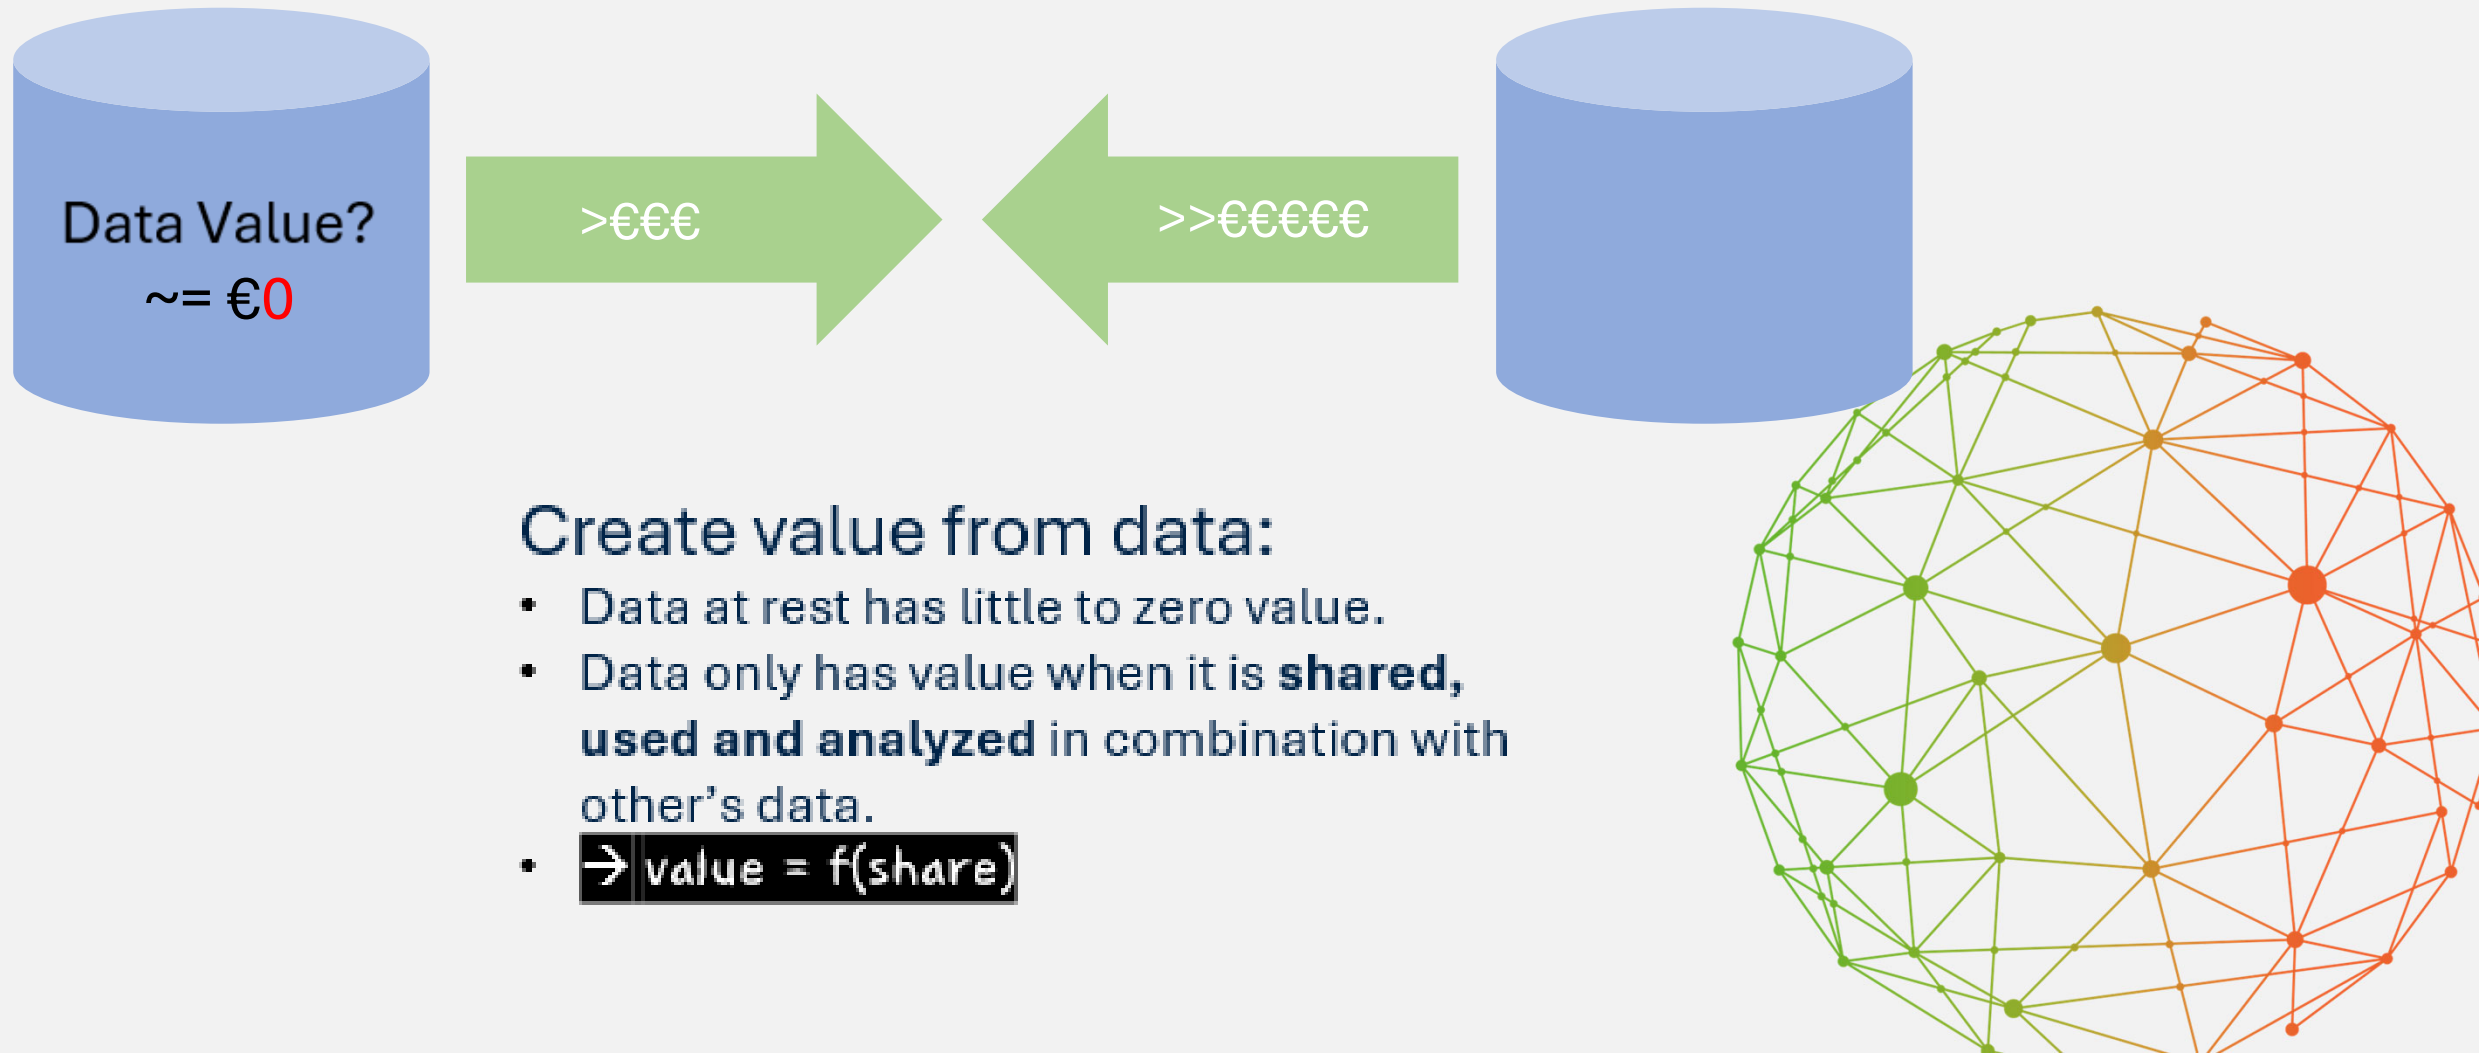 Data Value?
~= €0
>€€€
>>€€€€€
Create value from data:
• Data at rest has little to zero value.
• Data only has value when it is shared,
used and analyzed in combination with
other’s data.
• → value = f(share)